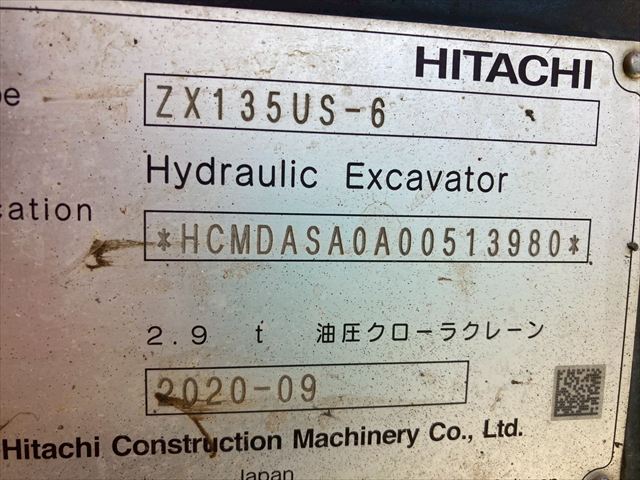 HITACHI
ZX135US-6
Hydraulic Excavator
cation
*HCMDASA0A00513980*
2.9 t 油圧クローラクレーン
2020-09
Hitachi Construction Machinery Co., Ltd.
Japan